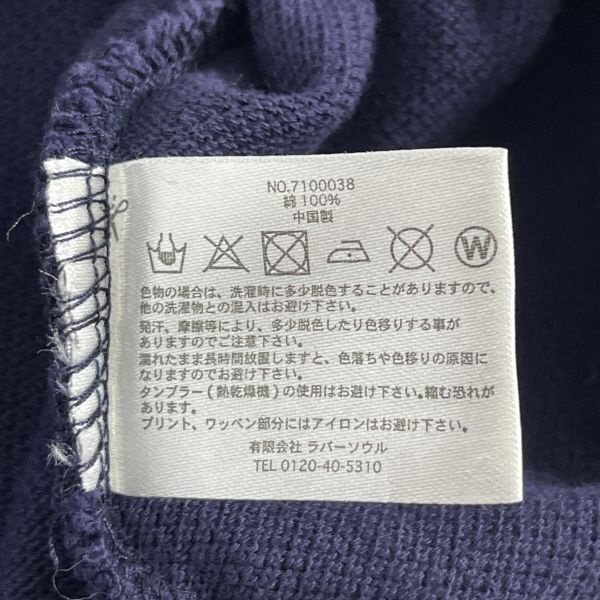 NO.7100038
綿 100%
中国製
W
色物の場合は、洗濯時に多少脱色することがありますので、
他の洗濯物との混入はお避け下さい。
発汗、摩擦等により、多少脱色したり色移りする事が
ありますのでご注意下さい。
濡れたまま長時間放置しますと、色落ちや色移りの原因に
なりますのでお避け下さい。
タンブラー(熱乾燥機)の使用はお避け下さい。縮む恐れが
あります。
プリント、ワッペン部分にはアイロンはお避け下さい。
有限会社 ラバーソウル
TEL 0120-40-5310